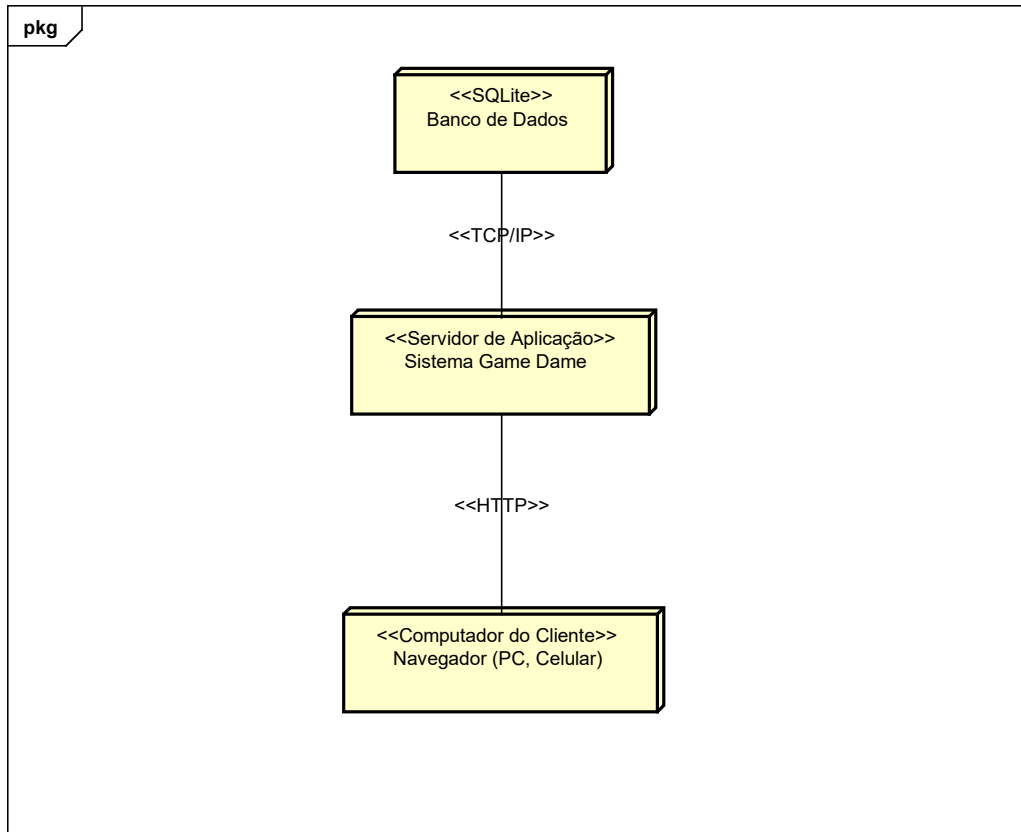 pkg
<<SQLite>>
Banco de Dados
<<TCP/IP>>
<<Servidor de Aplicação>>
Sistema Game Dame
<<HTTP>>
<<Computador do Cliente>>
Navegador (PC, Celular)